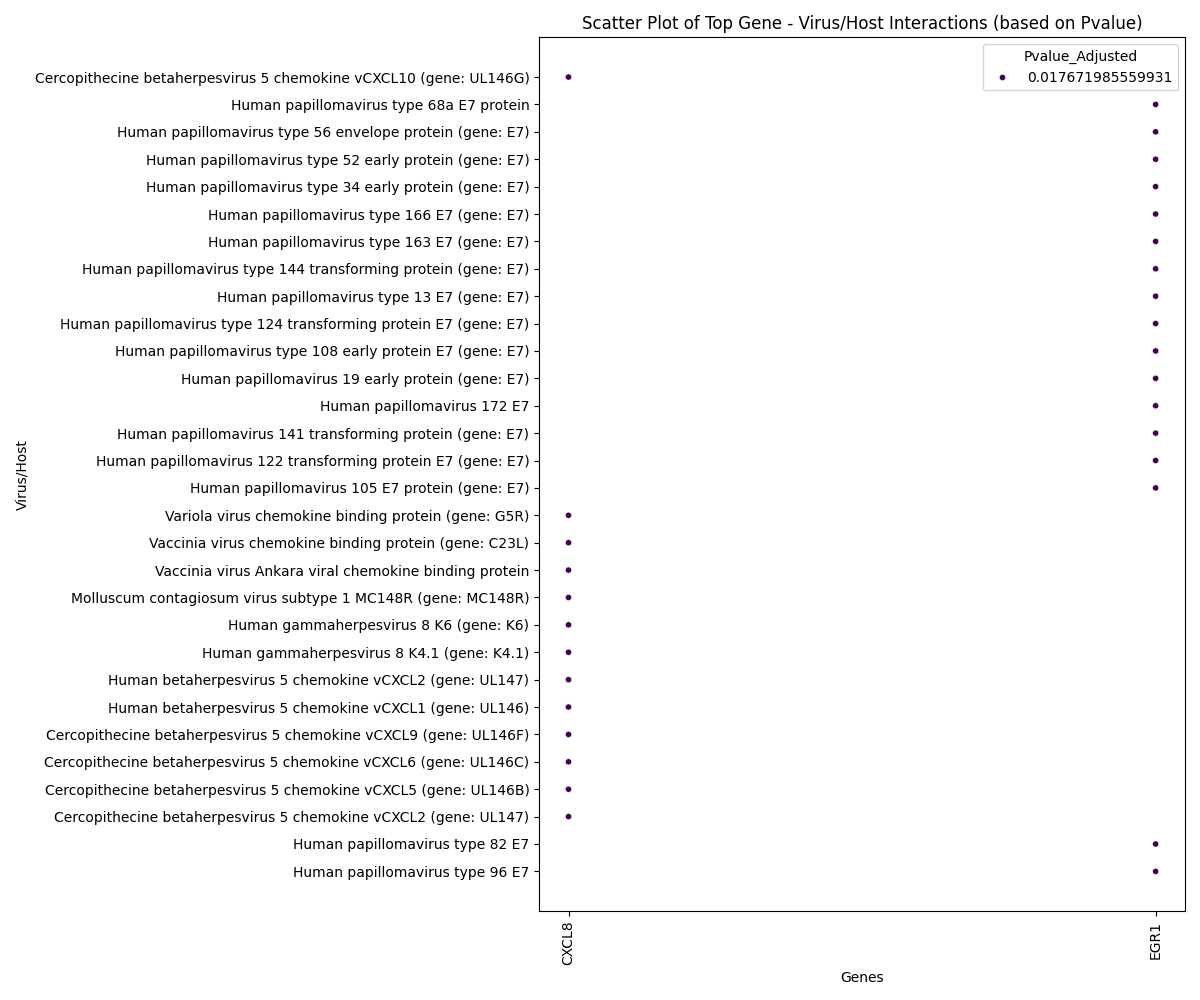 Scatter Plot of Top Gene - Virus/Host Interactions (based on Pvalue)
Pvalue_Adjusted
0.017671985559931
Virus/Host
Cercopithecine betaherpesvirus 5 chemokine vCXCL10 (gene: UL146G)
Human papillomavirus type 68a E7 protein
Human papillomavirus type 56 envelope protein (gene: E7)
Human papillomavirus type 52 early protein (gene: E7)
Human papillomavirus type 34 early protein (gene: E7)
Human papillomavirus type 166 E7 (gene: E7)
Human papillomavirus type 163 E7 (gene: E7)
Human papillomavirus type 144 transforming protein (gene: E7)
Human papillomavirus type 13 E7 (gene: E7)
Human papillomavirus type 124 transforming protein E7 (gene: E7)
Human papillomavirus type 108 early protein E7 (gene: E7)
Human papillomavirus 19 early protein (gene: E7)
Human papillomavirus 172 E7
Human papillomavirus 141 transforming protein (gene: E7)
Human papillomavirus 122 transforming protein E7 (gene: E7)
Human papillomavirus 105 E7 protein (gene: E7)
Variola virus chemokine binding protein (gene: G5R)
Vaccinia virus chemokine binding protein (gene: C23L)
Vaccinia virus Ankara viral chemokine binding protein
Molluscum contagiosum virus subtype 1 MC148R (gene: MC148R)
Human gammaherpesvirus 8 K6 (gene: K6)
Human gammaherpesvirus 8 K4.1 (gene: K4.1)
Human betaherpesvirus 5 chemokine vCXCL2 (gene: UL147)
Human betaherpesvirus 5 chemokine vCXCL1 (gene: UL146)
Cercopithecine betaherpesvirus 5 chemokine vCXCL9 (gene: UL146F)
Cercopithecine betaherpesvirus 5 chemokine vCXCL6 (gene: UL146C)
Cercopithecine betaherpesvirus 5 chemokine vCXCL5 (gene: UL146B)
Cercopithecine betaherpesvirus 5 chemokine vCXCL2 (gene: UL147)
Human papillomavirus type 82 E7
Human papillomavirus type 96 E7
CXCL8
EGR1
Genes